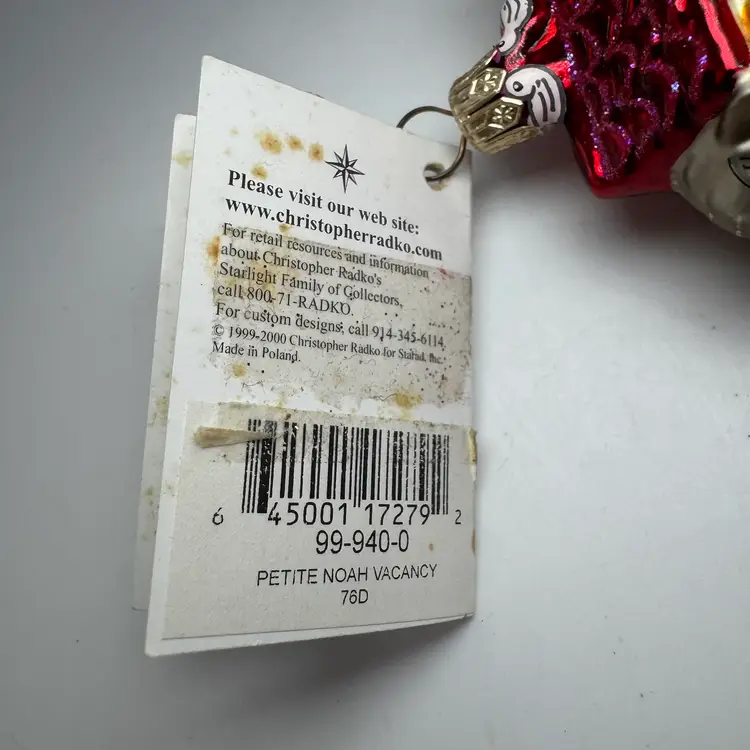 Please visit our web site:
www.christopherradko.com
For retail resources and information
about Christopher Radko's
Starlight Family of Collectors,
call 800-71-RADKO.
For custom designs, call 914-345-6114.
© 1999-2000 Christopher Radko for Starad, Inc.
Made in Poland.
6 45001 17279 2
99-940-0
PETITE NOAH VACANCY
76D